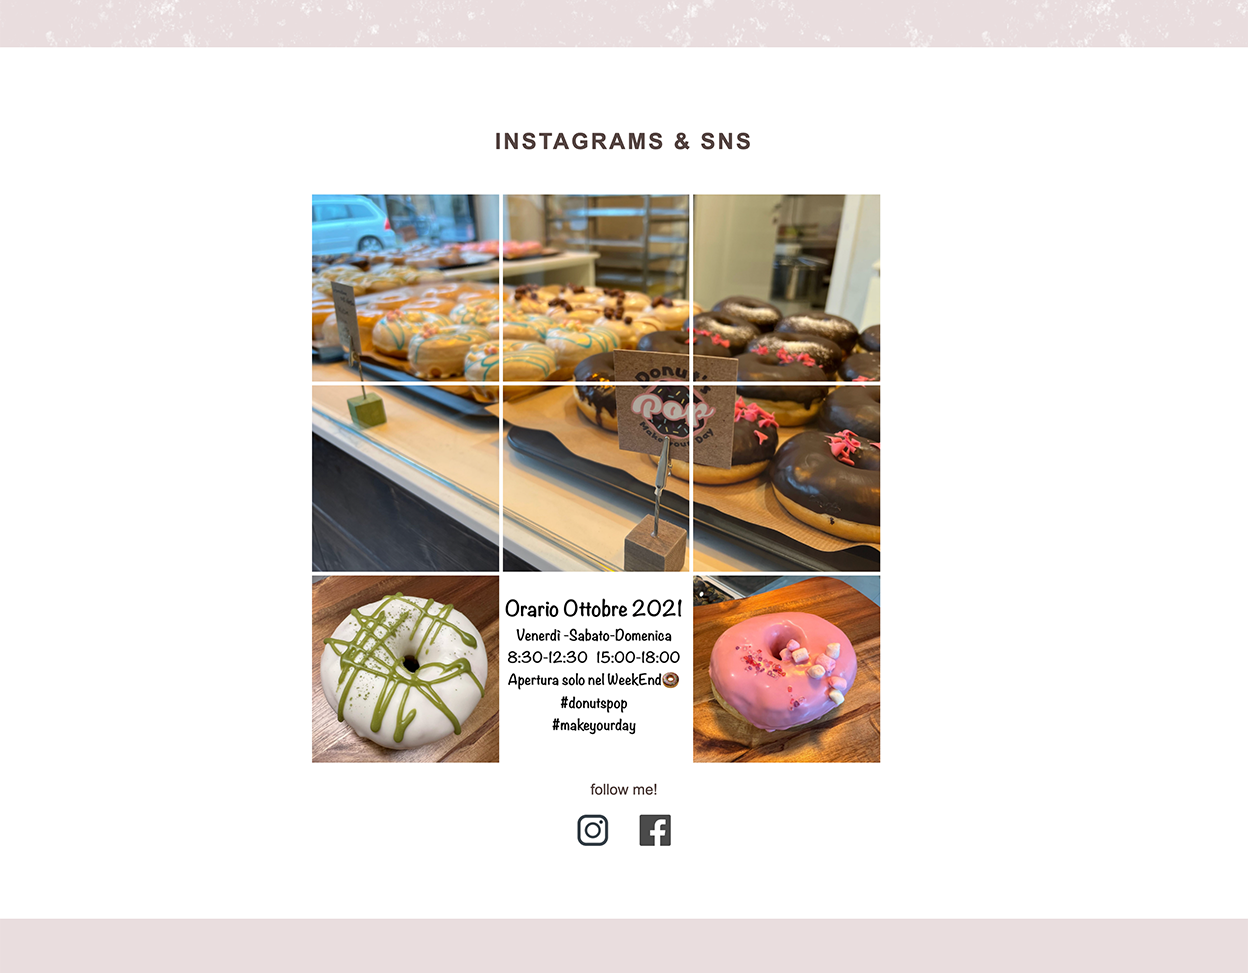 INSTAGRAMS & SNS
Donut's
Pop
Make your Day
Orario Ottobre 2021
Venerdì -Sabato-Domenica
8:30-12:30 15:00-18:00
Apertura solo nel WeekEnd🍩
#donutspop
#makeyourday
follow me!